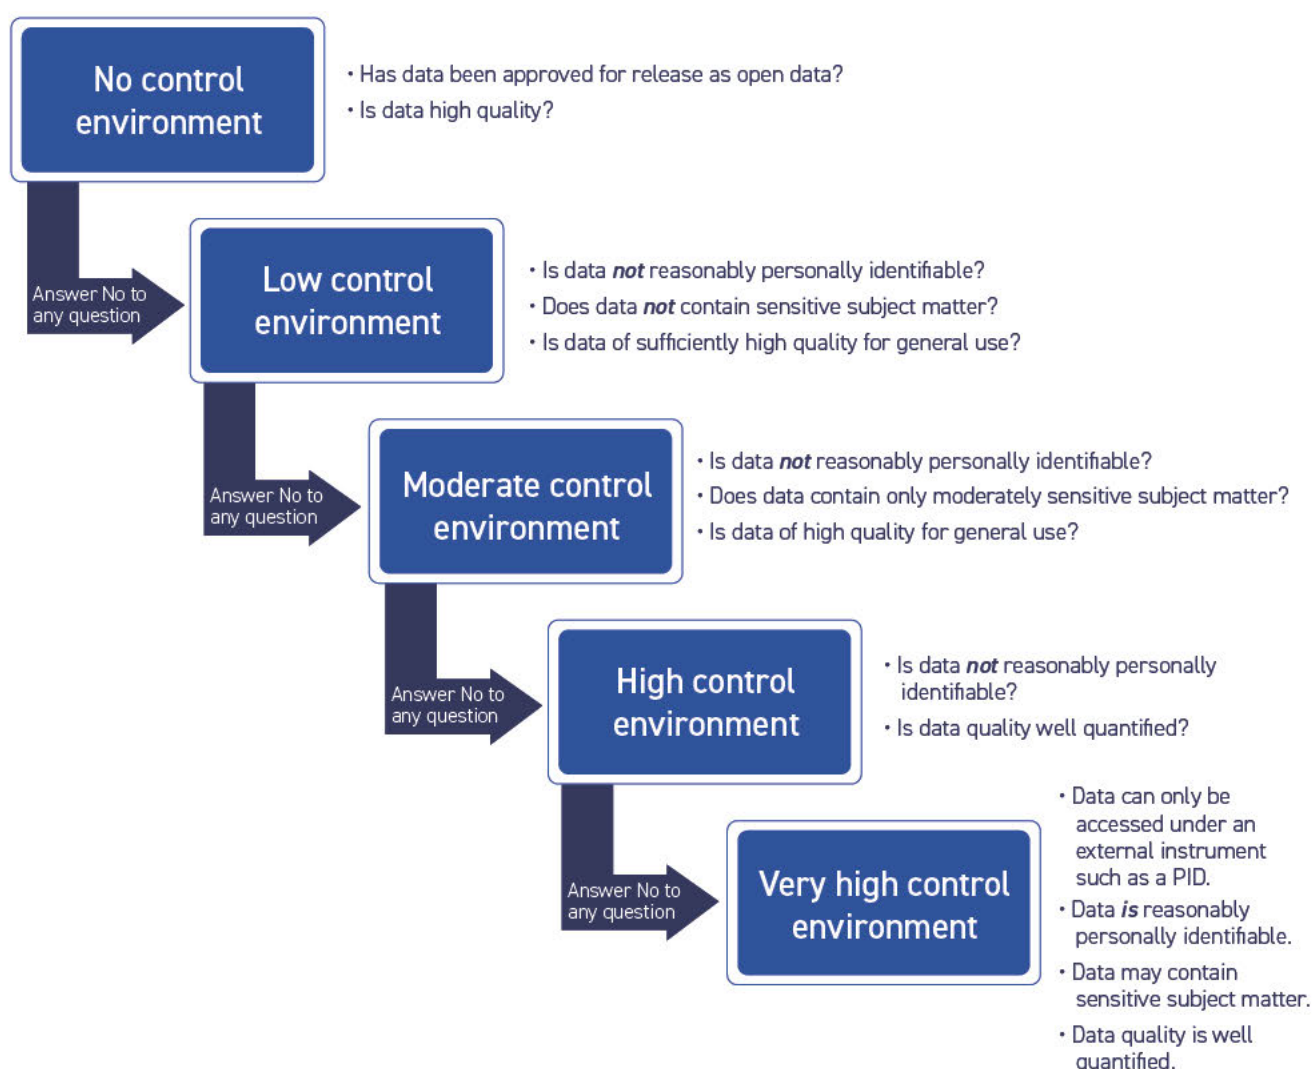 No control
environment
• Has data been approved for release as open data?
• Is data high quality?
Answer No to
any question
Low control
environment
• Is data not reasonably personally identifiable?
• Does data not contain sensitive subject matter?
• Is data of sufficiently high quality for general use?
Answer No to
any question
Moderate control
environment
• Is data not reasonably personally identifiable?
• Does data contain only moderately sensitive subject matter?
• Is data of high quality for general use?
Answer No to
any question
High control
environment
• Is data not reasonably personally
identifiable?
• Is data quality well quantified?
Answer No to
any question
Very high control
environment
• Data can only be
accessed under an
external instrument
such as a PID.
• Data is reasonably
personally identifiable.
• Data may contain
sensitive subject matter.
• Data quality is well
quantified.